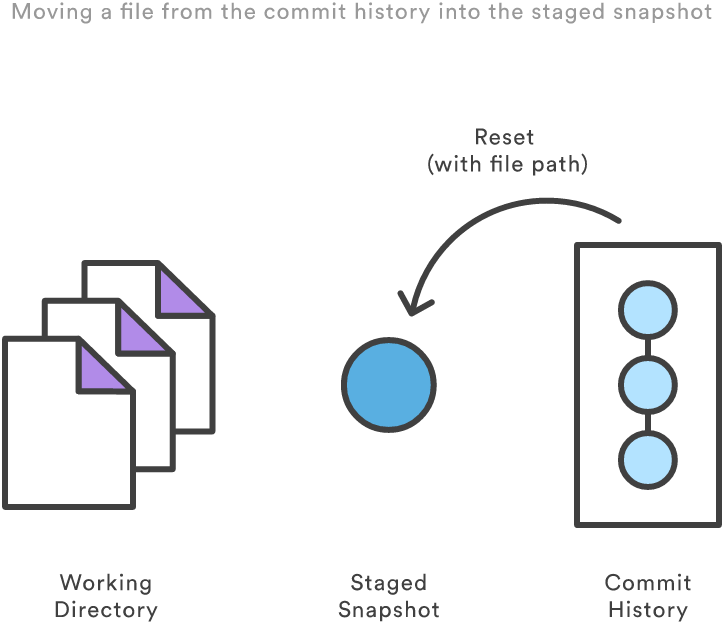 Moving a file from the commit history into the staged snapshot
Reset
(with file path)
Working
Directory
Staged
Snapshot
Commit
History